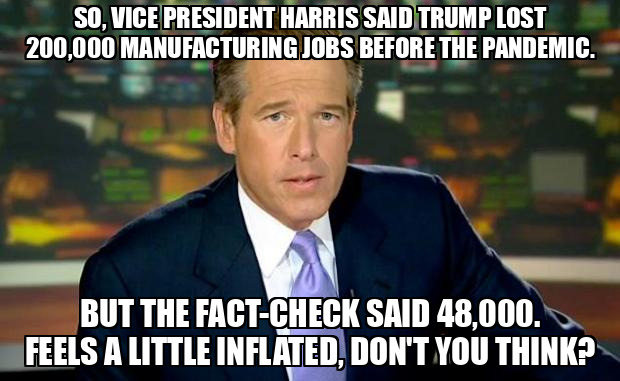 SO, VICE PRESIDENT HARRIS SAID TRUMP LOST
200,000 MANUFACTURING JOBS BEFORE THE PANDEMIC.
BUT THE FACT-CHECK SAID 48,000.
FEELS A LITTLE INFLATED, DON'T YOU THINK?